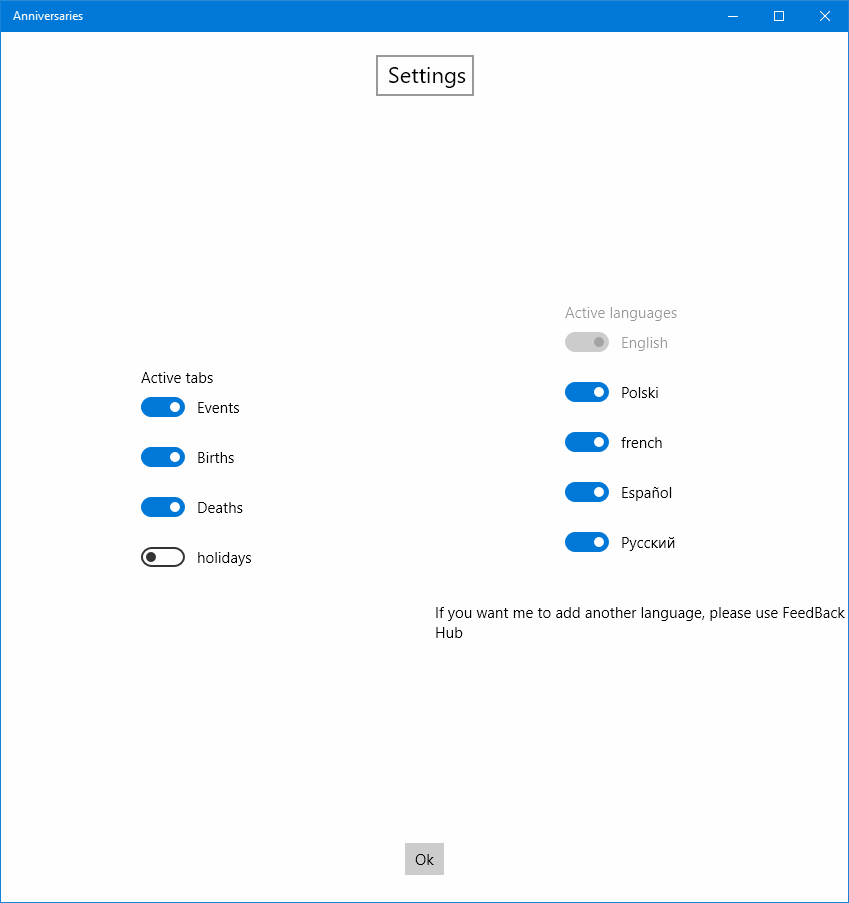 Anniversaries
Settings
Active tabs
Events
Births
Deaths
holidays
Active languages
English
Polski
french
Español
Русский
If you want me to add another language, please use FeedBack
Hub
Ok